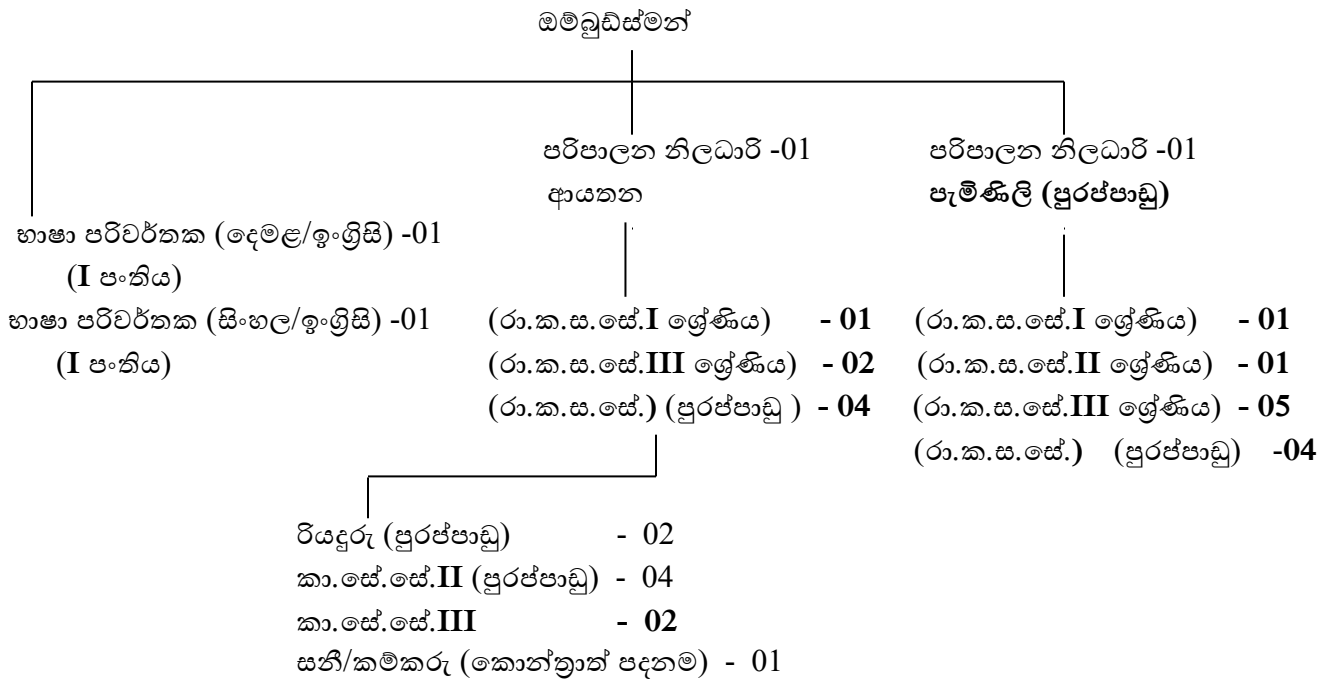 ඔම්බුඩ්ස්මන්
පරිපාලන නිලධාරි -01
ආයතන
පරිපාලන නිලධාරි -01
පැමිණිලි (පුරප්පාඩු)
භාෂා පරිවර්තක (දෙමළ/ඉංග්‍රිසි) -01
(I පංතිය)
භාෂා පරිවර්තක (සිංහල/ඉංග්‍රිසි) -01
(I පංතිය)
(රා.ක.ස.සේ.I ශ්‍රේණිය) - 01
(රා.ක.ස.සේ.III ශ්‍රේණිය) - 02
(රා.ක.ස.සේ.) (පුරප්පාඩු ) - 04
(රා.ක.ස.සේ.I ශ්‍රේණිය) - 01
(රා.ක.ස.සේ.II ශ්‍රේණිය) - 01
(රා.ක.ස.සේ.III ශ්‍රේණිය) - 05
(රා.ක.ස.සේ.) (පුරප්පාඩු) -04
රියදුරු (පුරප්පාඩු) - 02
කා.සේ.සේ.II (පුරප්පාඩු) - 04
කා.සේ.සේ.III - 02
සනී/කම්කරු (කොන්ත්‍රාත් පදනම) - 01